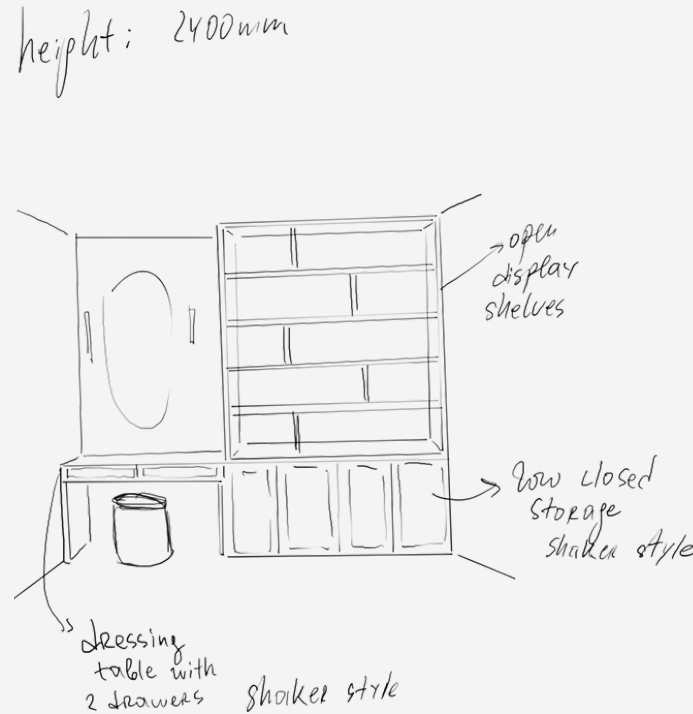 height: 2400mm
open
display
shelves
low closed
storage
shaker style
dressing
table with
2 drawers shaker style